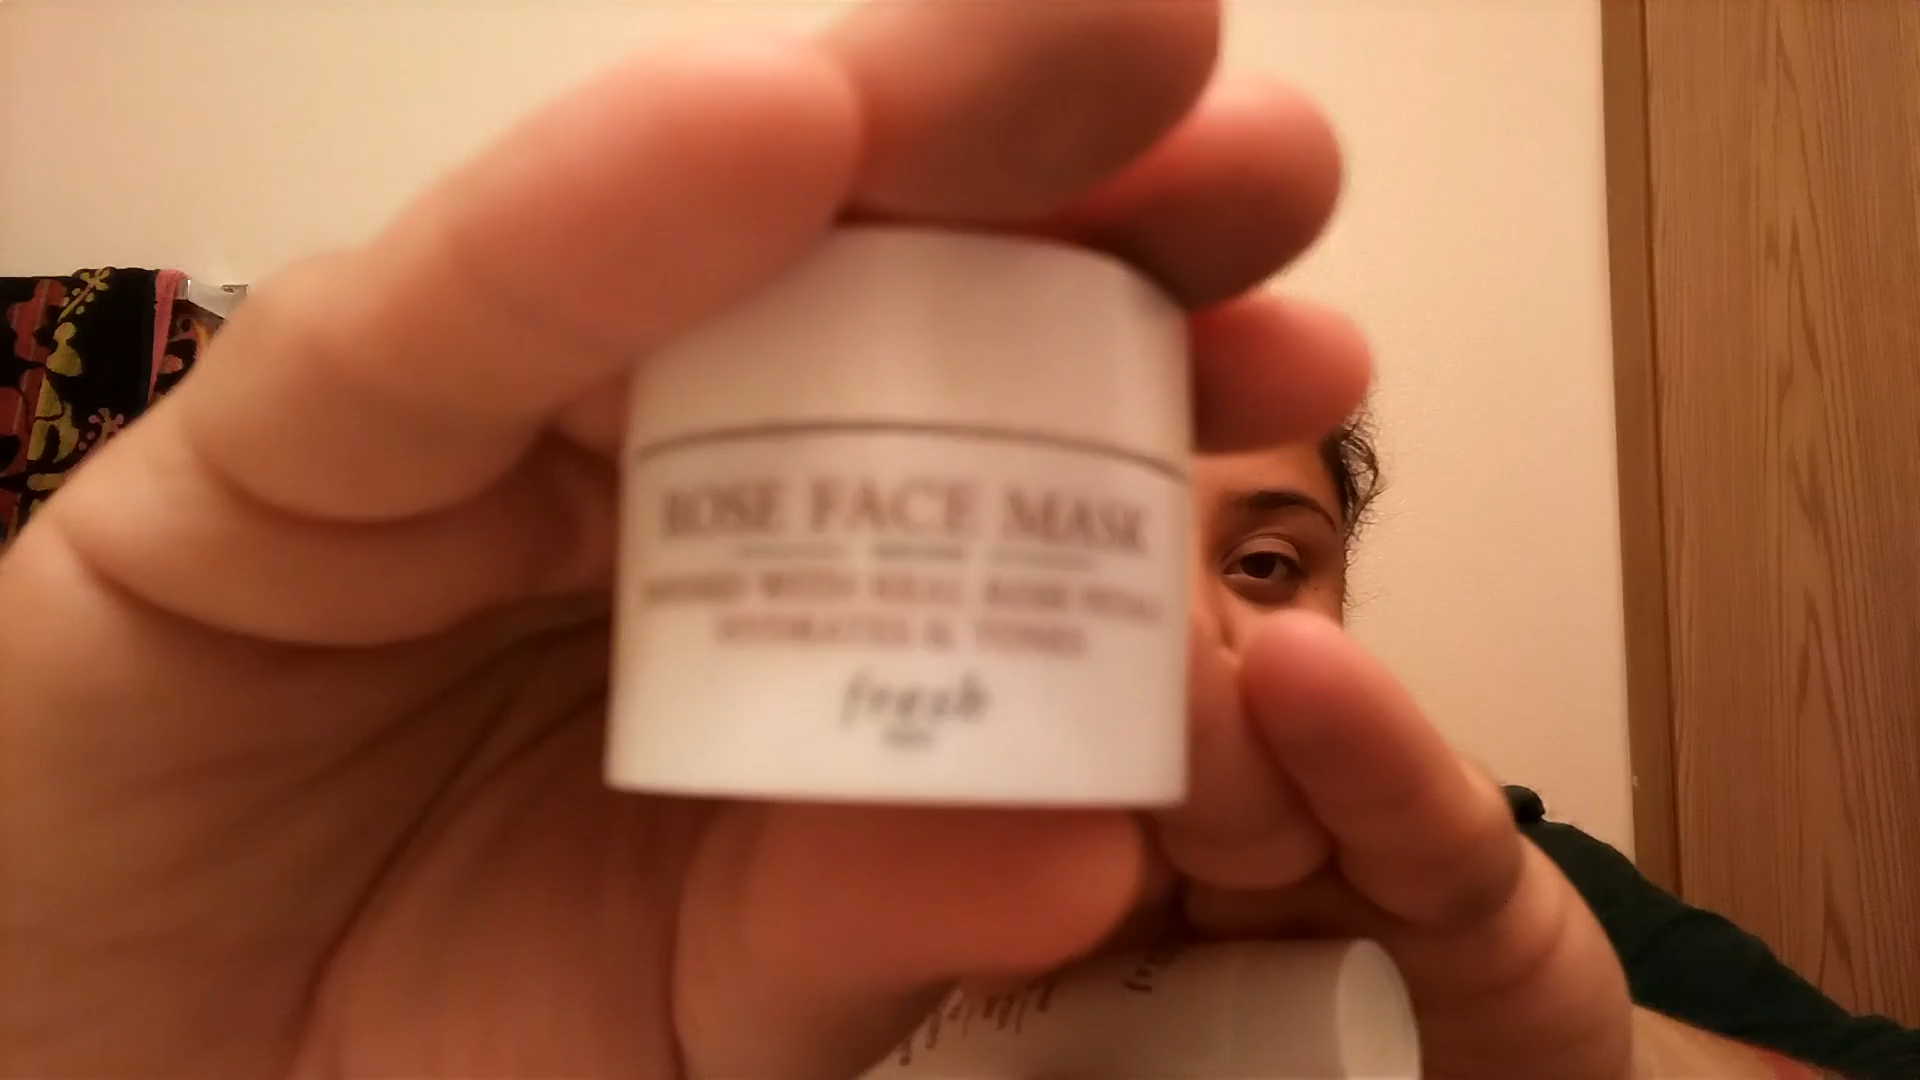 ROSE FACE MASK
INFUSED WITH REAL ROSE PETALS
HYDRATES & TONES
fresh